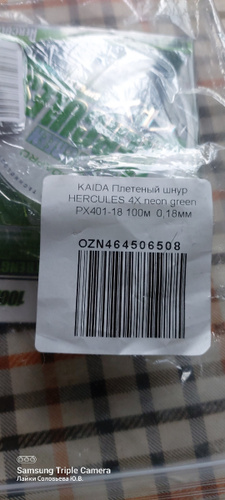 KAIDA Плетеный шнур
HERCULES 4X neon green
PX401-18 100м 0,18мм
OZN464506508
Samsung Triple Camera
Лайки Соловьева Ю.В.